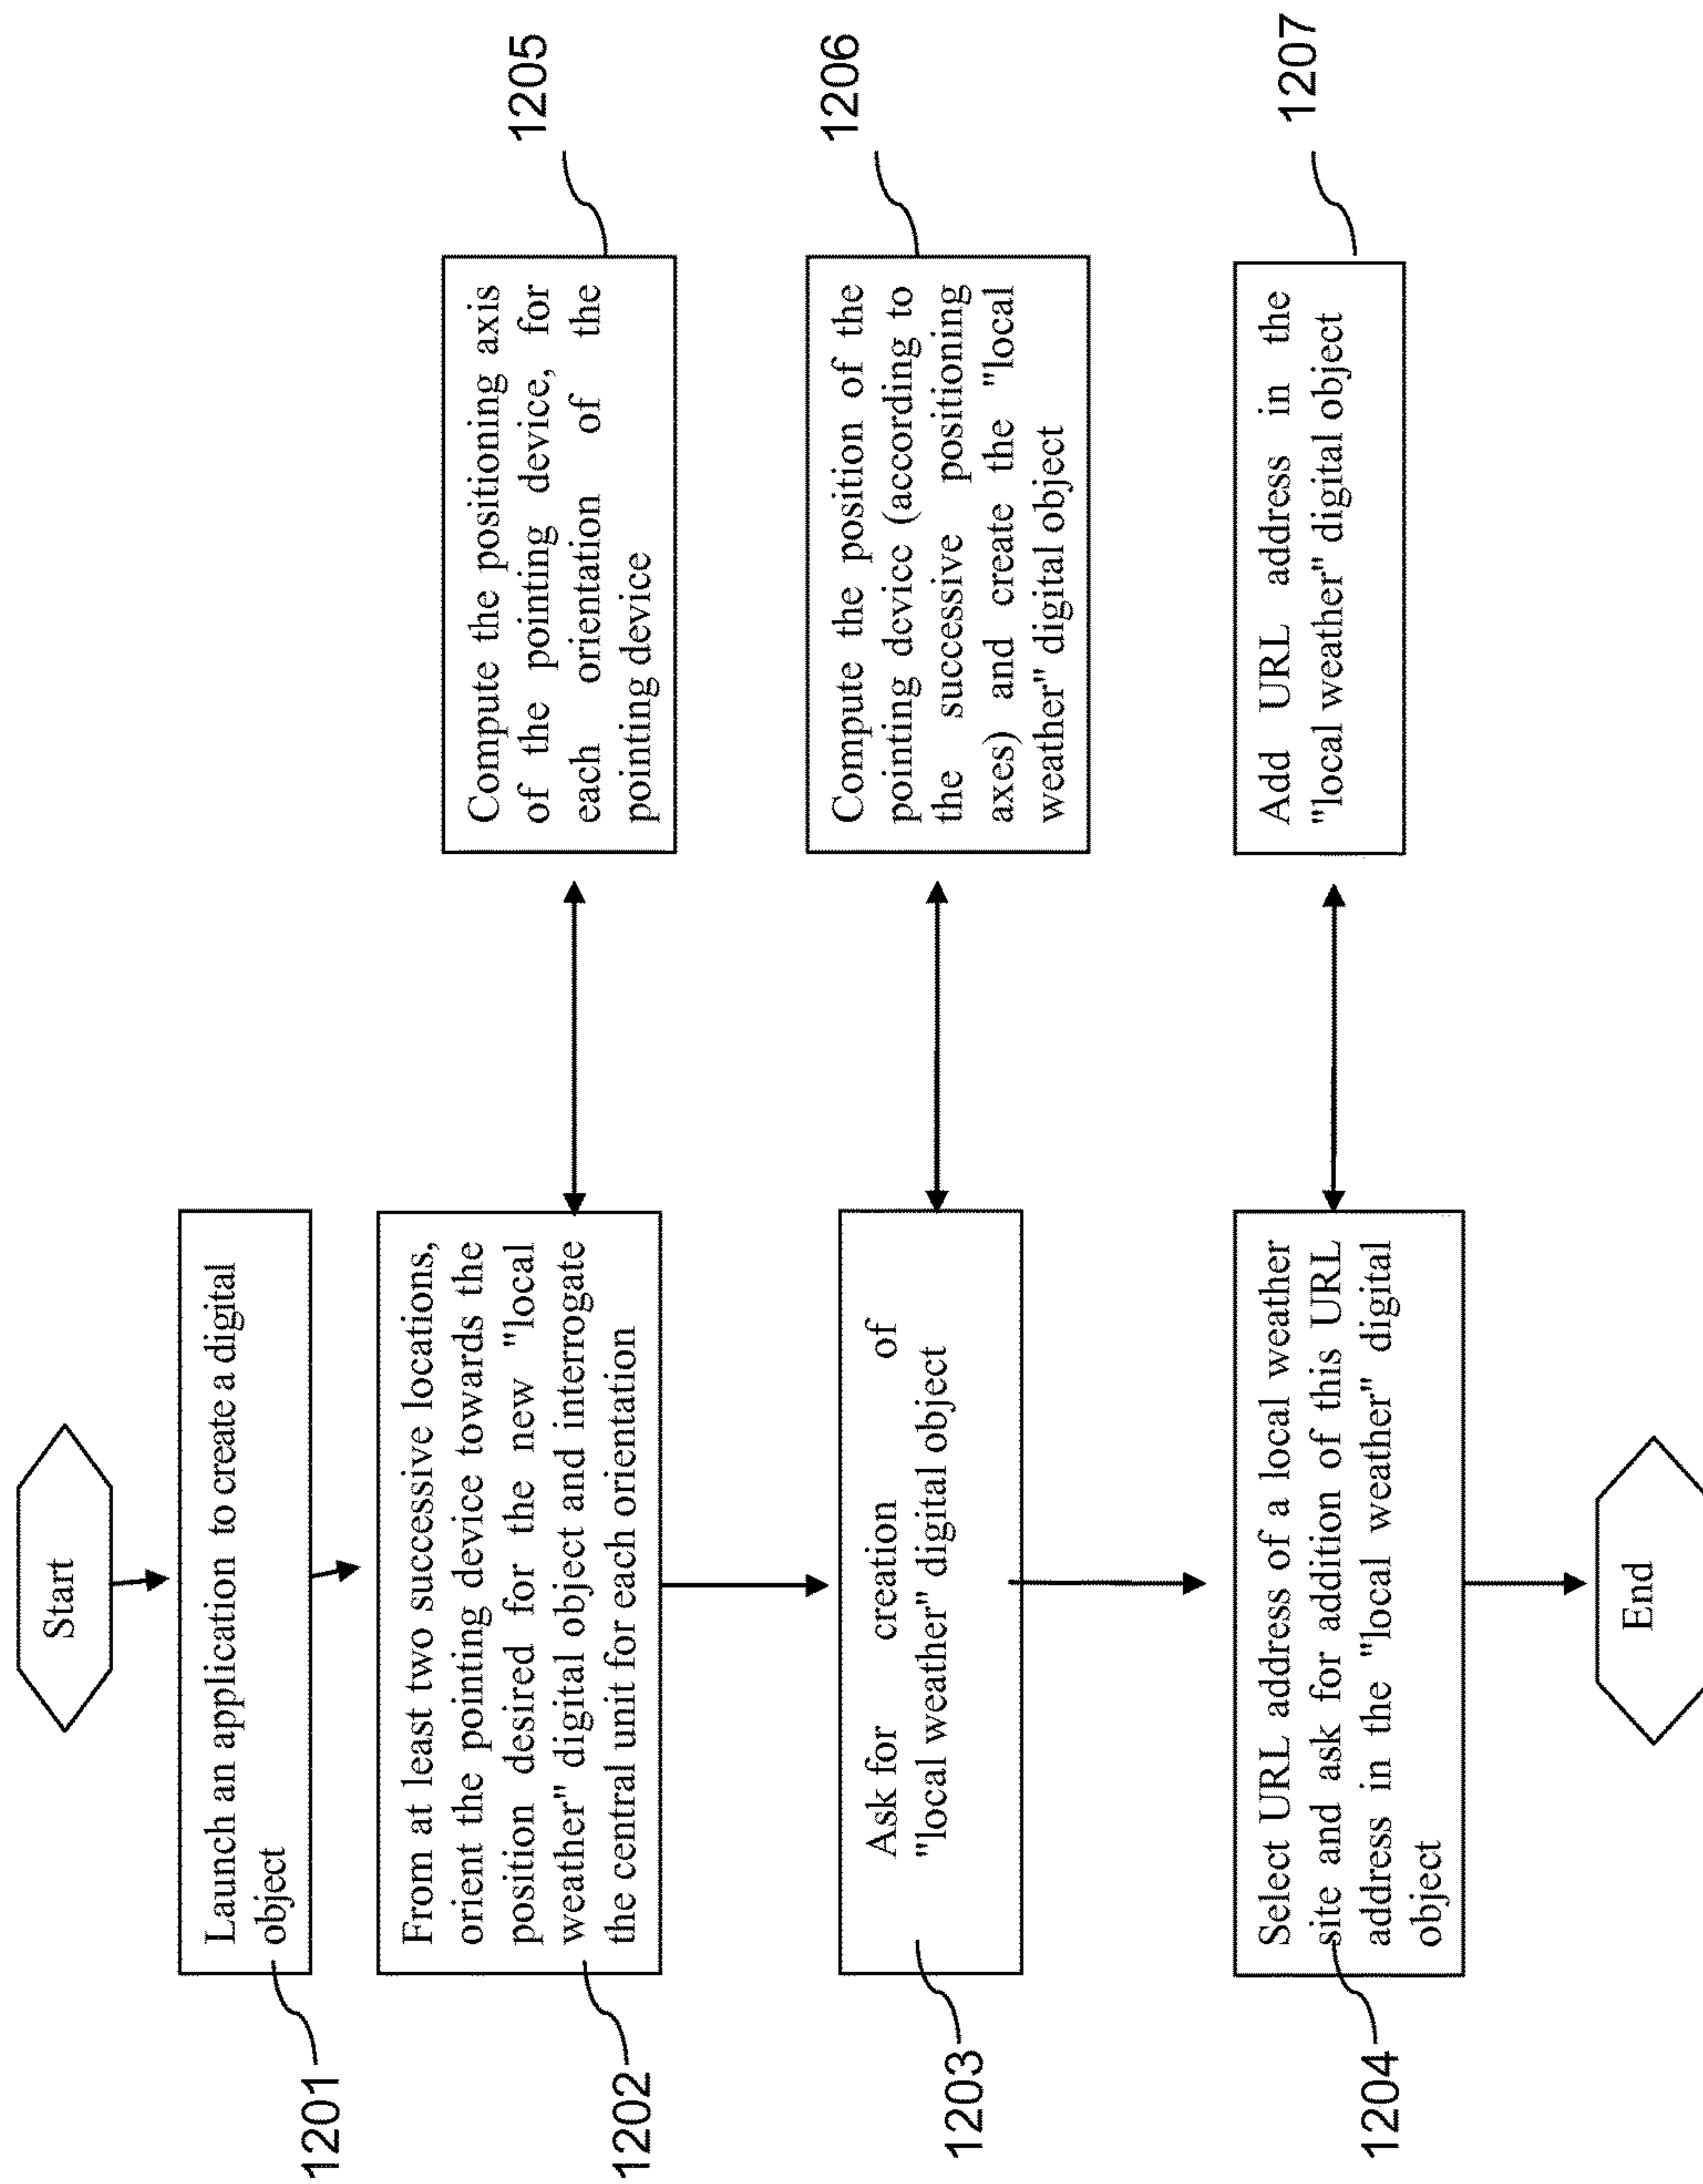 Start
Launch an application to create a digital
object
1201
From at least two successive locations,
orient the pointing device towards the
position desired for the new "local
weather" digital object and interrogate
the central unit for each orientation
1202
Compute the positioning axis
of the pointing device, for
each orientation of the
pointing device
1205
Ask for creation of
"local weather" digital object
1203
Compute the position of the
pointing device (according to
the successive positioning
axes) and create the "local
weather" digital object
1206
Select URL address of a local weather
site and ask for addition of this URL
address in the "local weather" digital
object
1204
Add URL address in the
"local weather" digital object
1207
End